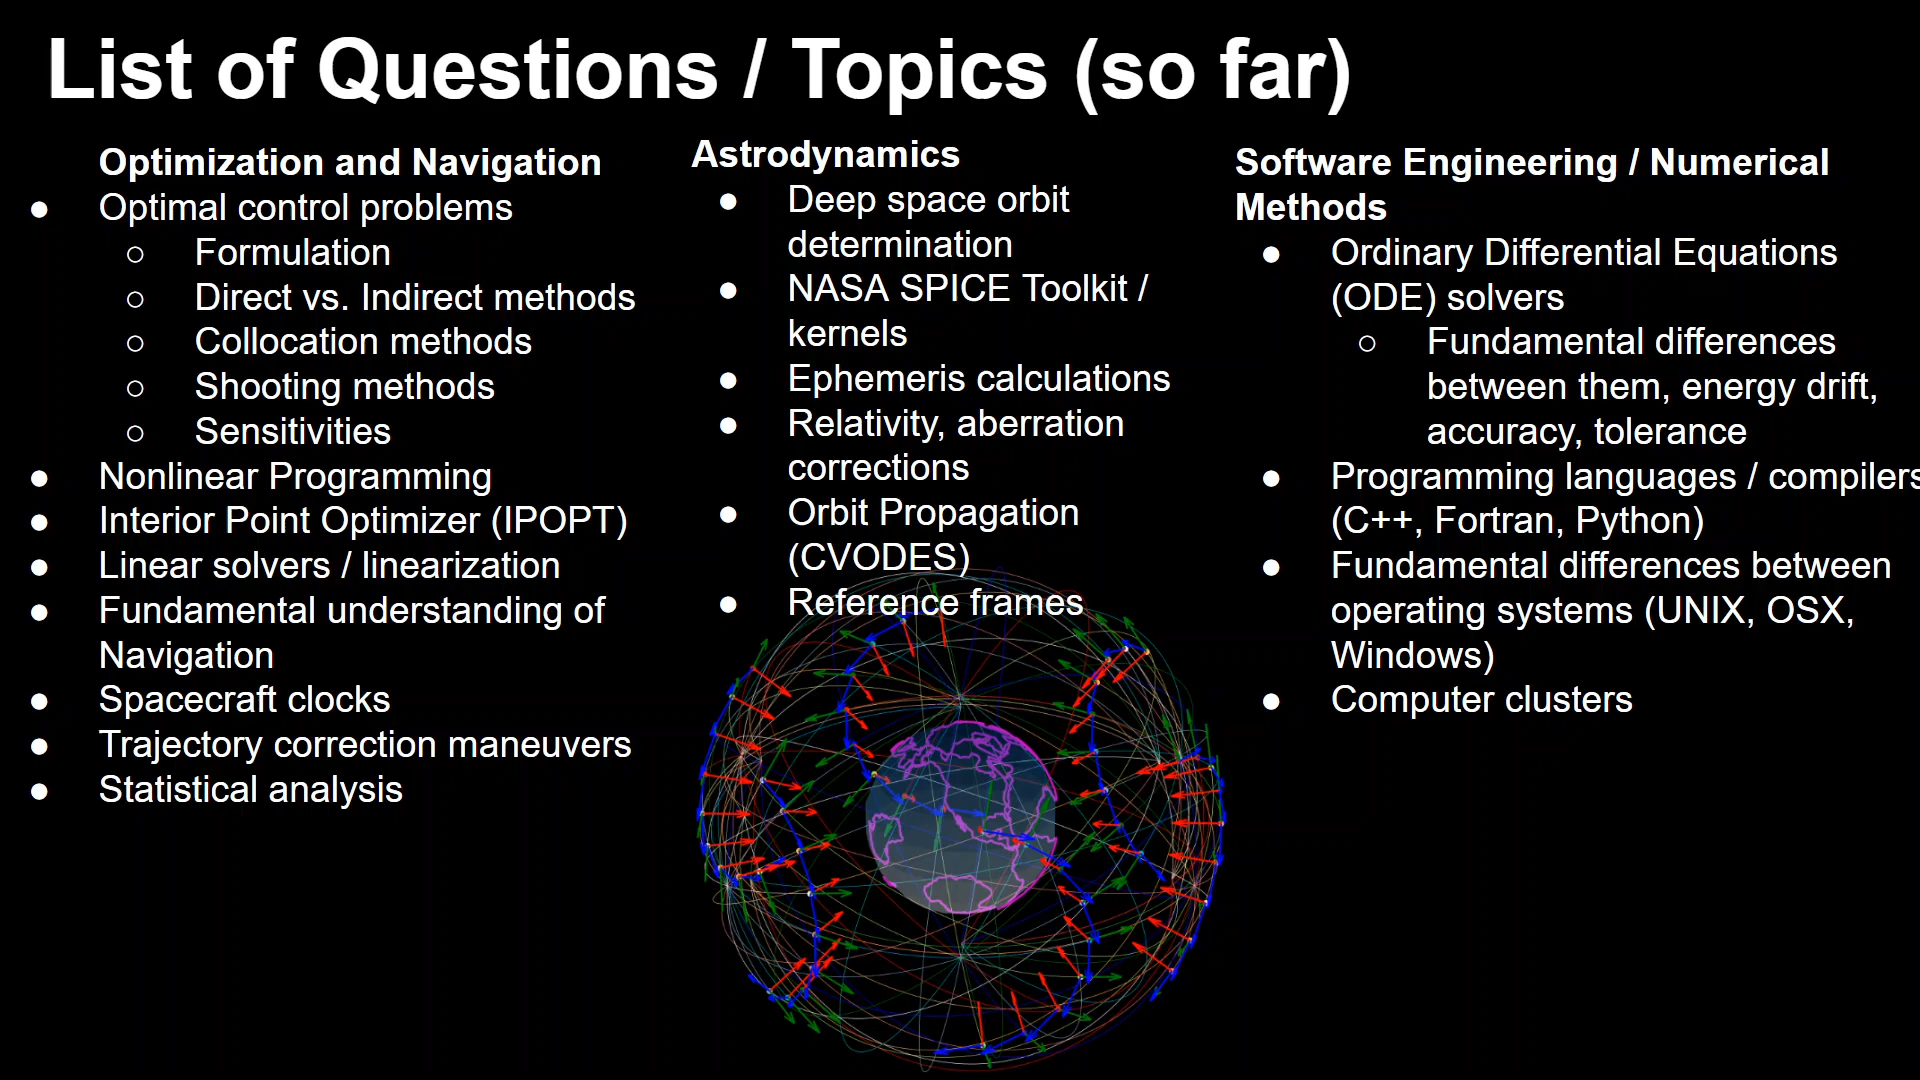 List of Questions / Topics (so far)
Optimization and Navigation
● Optimal control problems
○ Formulation
○ Direct vs. Indirect methods
○ Collocation methods
○ Shooting methods
○ Sensitivities
● Nonlinear Programming
● Interior Point Optimizer (IPOPT)
● Linear solvers / linearization
● Fundamental understanding of
Navigation
● Spacecraft clocks
● Trajectory correction maneuvers
● Statistical analysis
Astrodynamics
● Deep space orbit
determination
● NASA SPICE Toolkit /
kernels
● Ephemeris calculations
● Relativity, aberration
corrections
● Orbit Propagation
(CVODES)
● Reference frames
Software Engineering / Numerical
Methods
● Ordinary Differential Equations
(ODE) solvers
○ Fundamental differences
between them, energy drift,
accuracy, tolerance
● Programming languages / compilers
(C++, Fortran, Python)
● Fundamental differences between
operating systems (UNIX, OSX,
Windows)
● Computer clusters